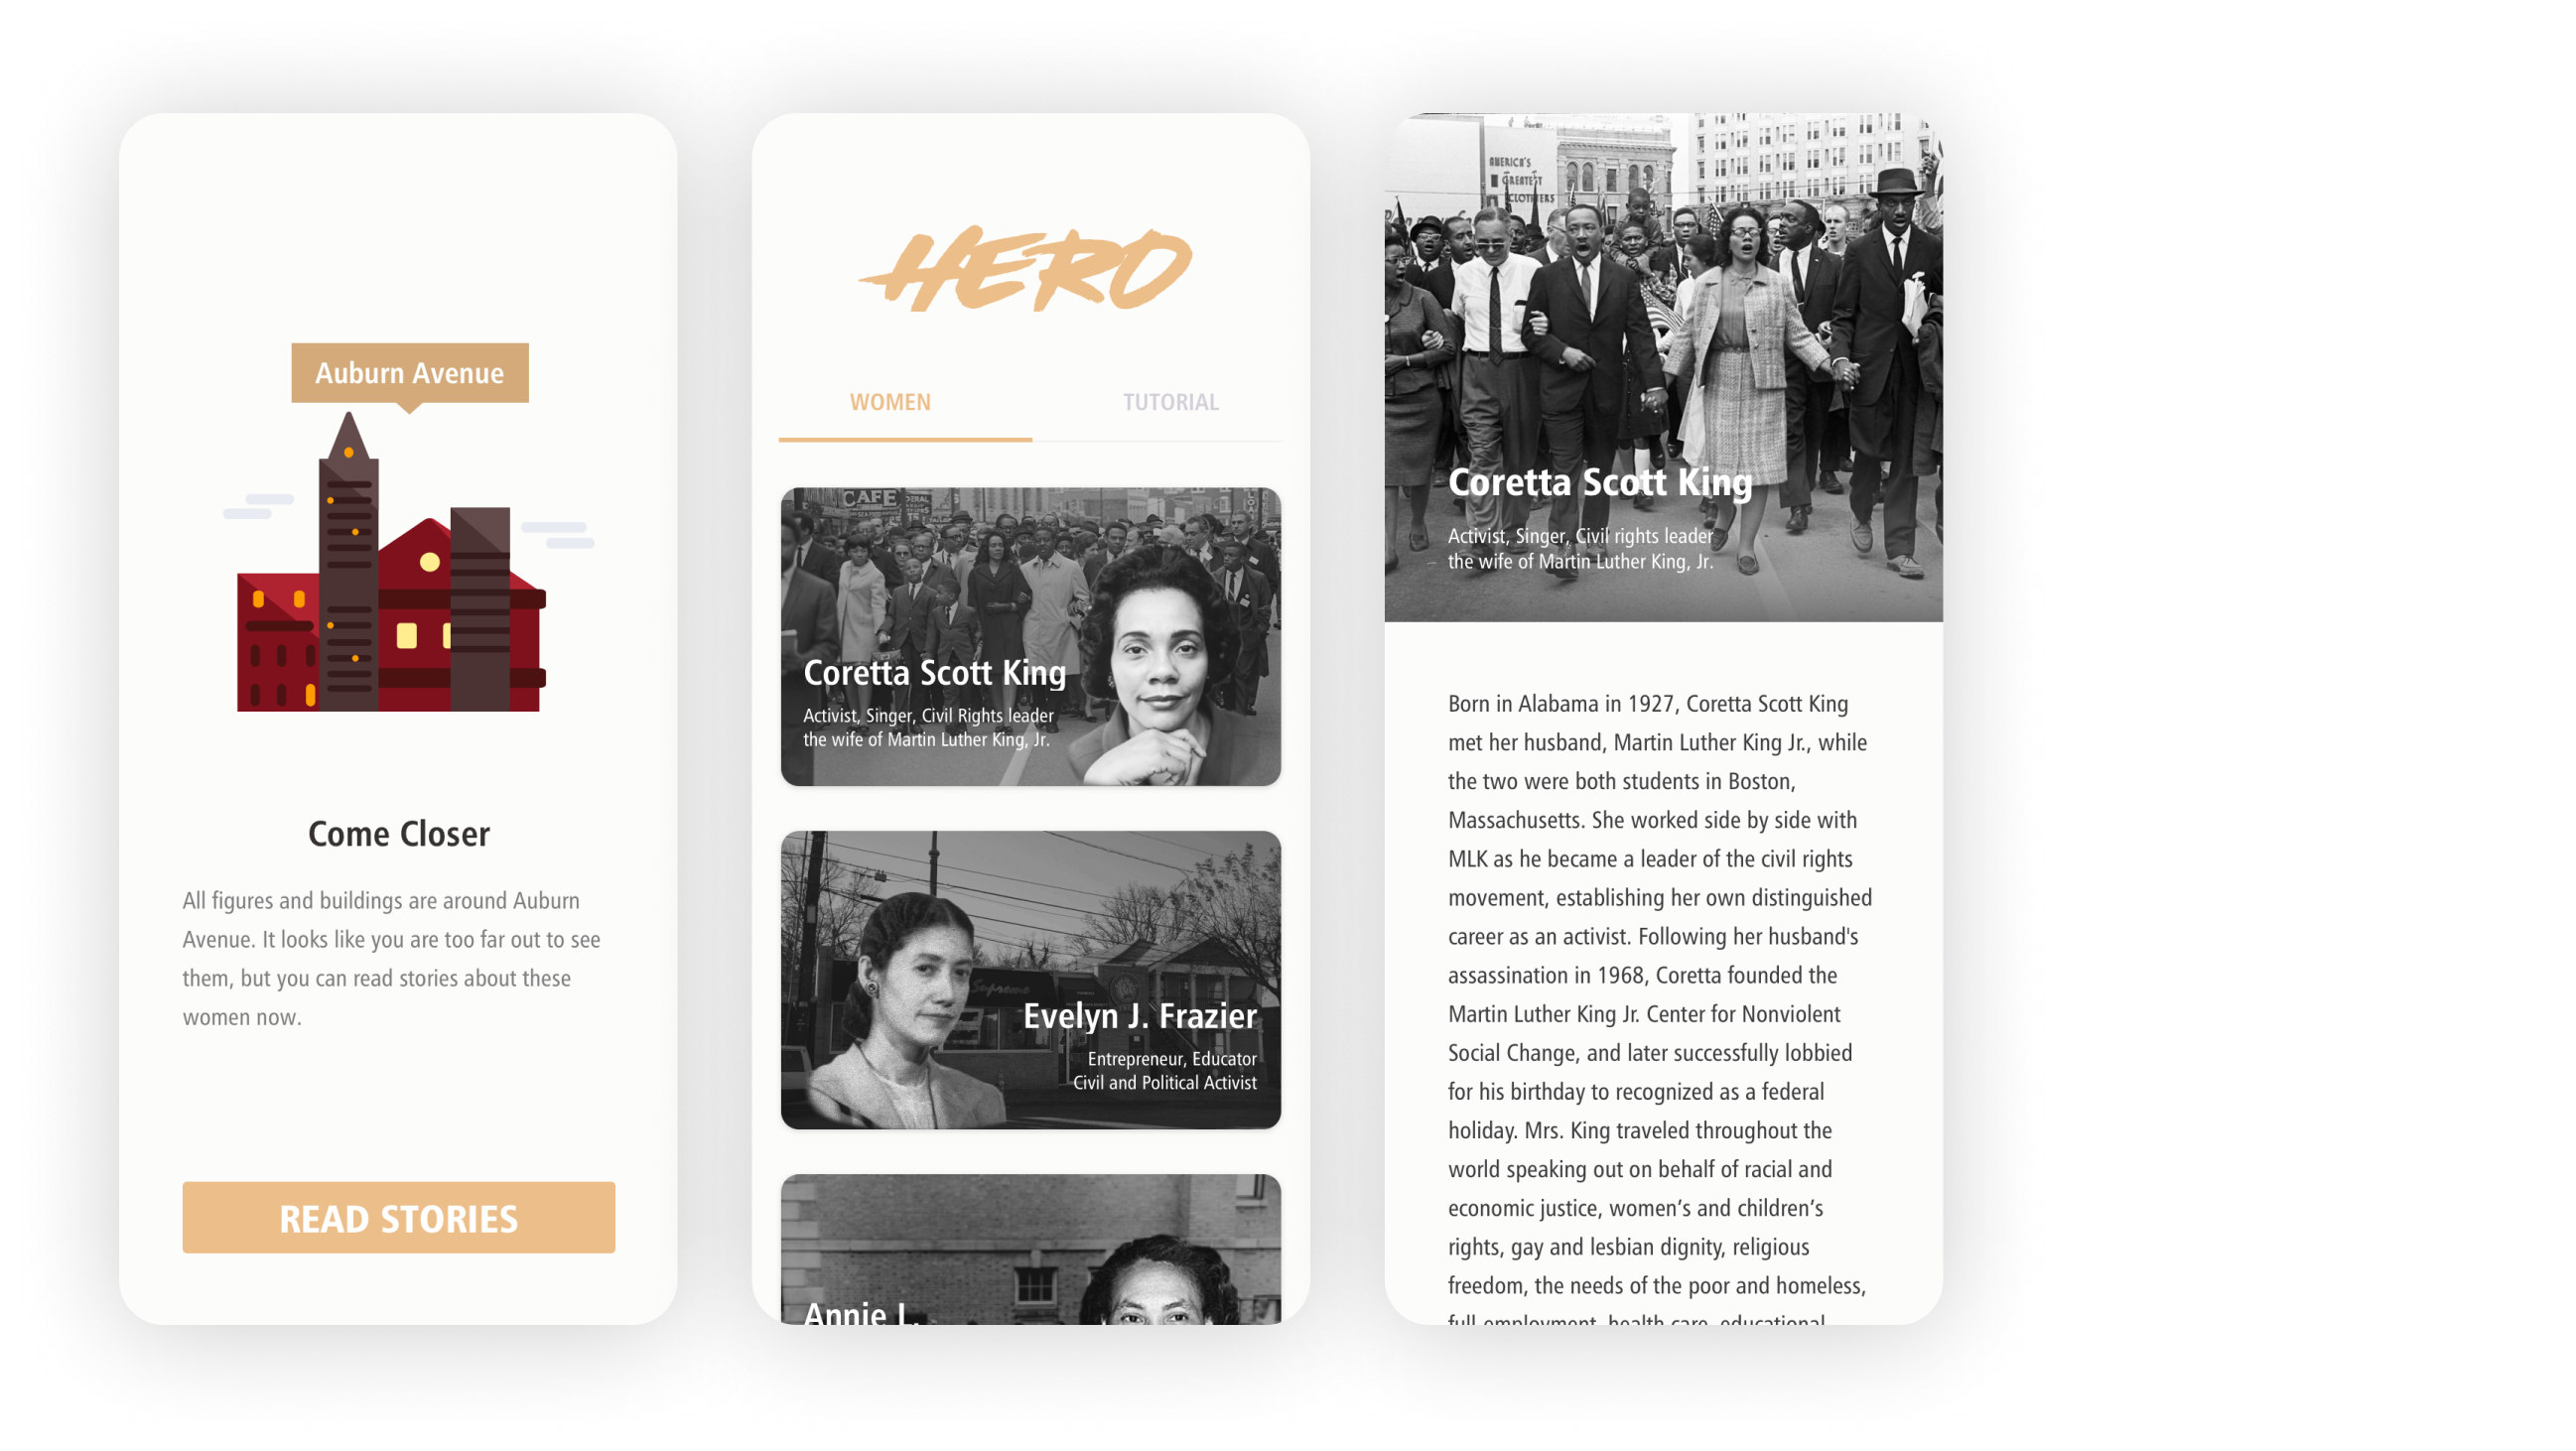 Auburn Avenue
Come Closer
All figures and buildings are around Auburn
Avenue. It looks like you are too far out to see
them, but you can read stories about these
women now.
READ STORIES
HERO
WOMEN
TUTORIAL
CAFE
Coretta Scott King
Activist, Singer, Civil Rights leader
the wife of Martin Luther King, Jr.
Supreme
Evelyn J. Frazier
Entrepreneur, Educator
Civil and Political Activist
Annie L.
AMERICA'S
GREATEST
CLOTHIERS
Coretta Scott King
Activist, Singer, Civil rights leader
the wife of Martin Luther King, Jr.
Born in Alabama in 1927, Coretta Scott King
met her husband, Martin Luther King Jr., while
the two were both students in Boston,
Massachusetts. She worked side by side with
MLK as he became a leader of the civil rights
movement, establishing her own distinguished
career as an activist. Following her husband's
assassination in 1968, Coretta founded the
Martin Luther King Jr. Center for Nonviolent
Social Change, and later successfully lobbied
for his birthday to recognized as a federal
holiday. Mrs. King traveled throughout the
world speaking out on behalf of racial and
economic justice, women’s and children’s
rights, gay and lesbian dignity, religious
freedom, the needs of the poor and homeless,
full employment, health care, educational